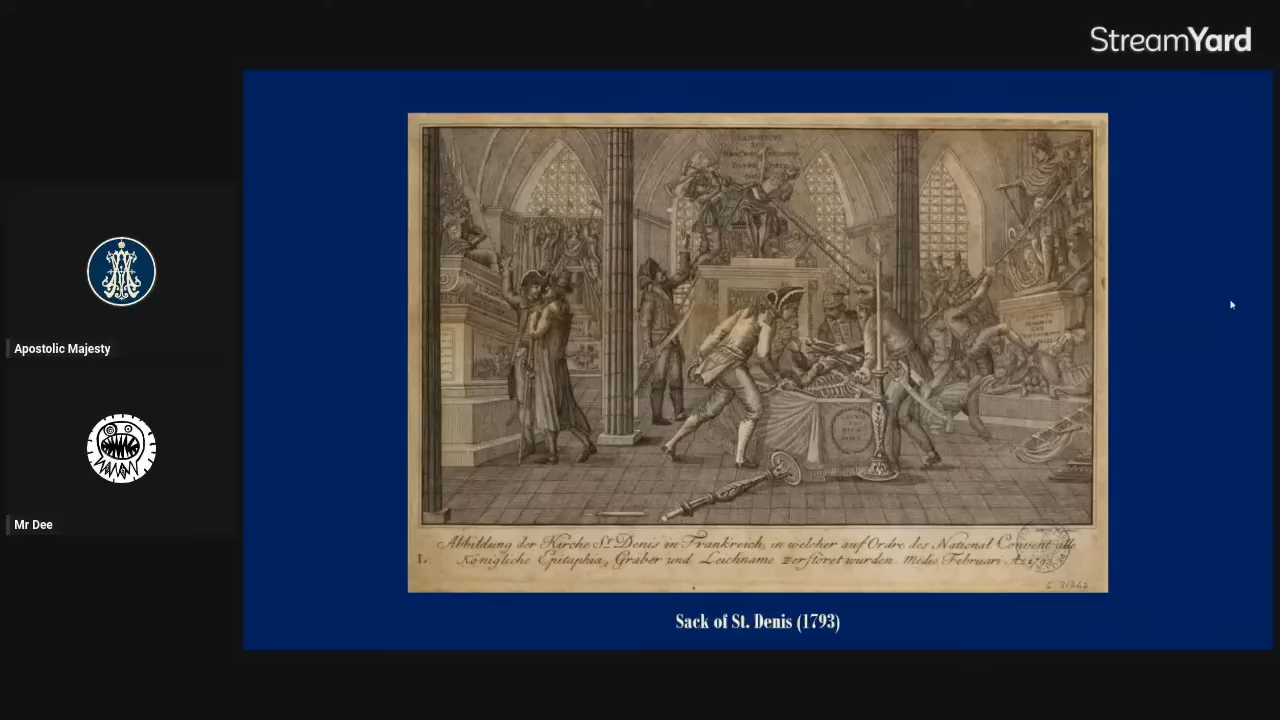 StreamYard
Apostolic Majesty
Mr Dee
Abbildung der Kirche St. Denis in Frankreich, in welcher auf Ordre des National Convent alle
I. Königliche Epitaphia, Gräber und Leichname zerstöret wurden. Medio Februari Ao. 1793.
Sack of St. Denis (1793)